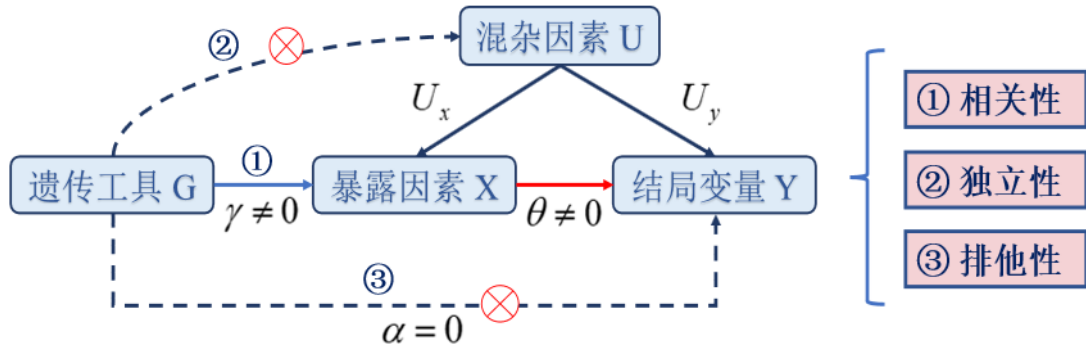 ②
混杂因素 U
U_x
U_y
① 相关性
遗传工具 G
①
γ ≠ 0
暴露因素 X
θ ≠ 0
结局变量 Y
② 独立性
③
α = 0
③ 排他性